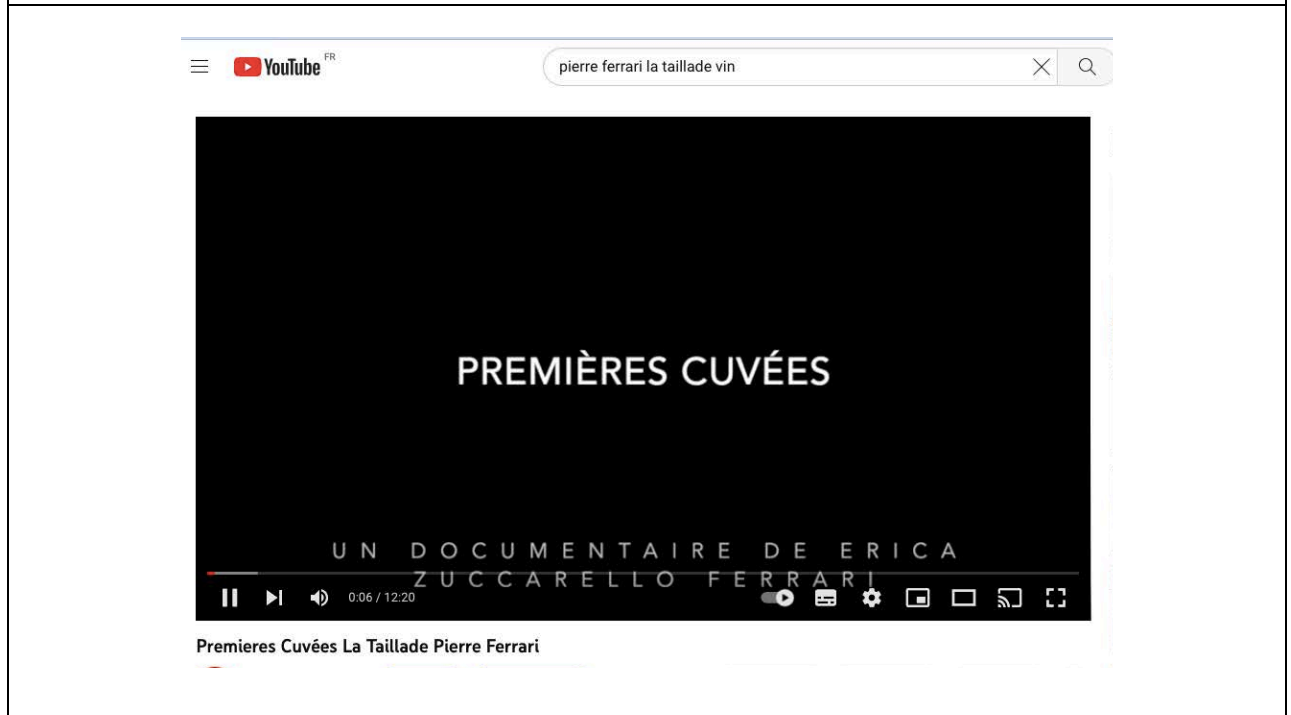 YouTube FR
pierre ferrari la taillade vin
PREMIÈRES CUVÉES
UN DOCUMENTAIRE DE ERICA
ZUCCARELLO FERRARI
0:06 / 12:20
Premieres Cuvées La Taillade Pierre Ferrari